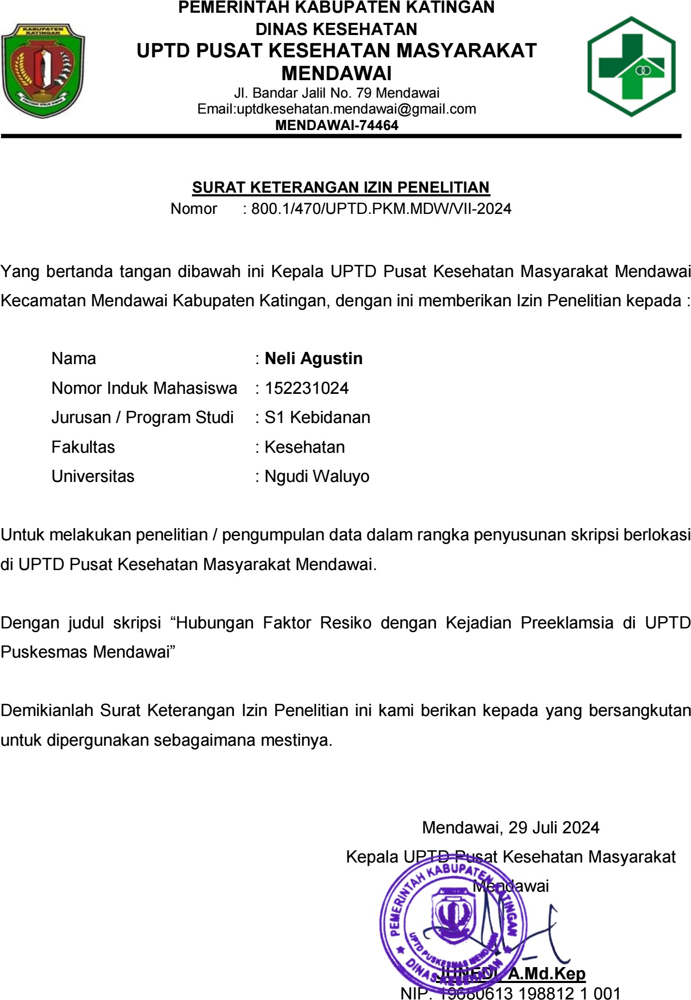 PEMERINTAH KABUPATEN KATINGAN
DINAS KESEHATAN
UPTD PUSAT KESEHATAN MASYARAKAT
MENDAWAI
Jl. Bandar Jalil No. 79 Mendawai
Email:uptdkesehatan.mendawai@gmail.com
MENDAWAI-74464
KABUPATEN
KATINGAN
SURAT KETERANGAN IZIN PENELITIAN
Nomor : 800.1/470/UPTD.PKM.MDW/VII-2024
Yang bertanda tangan dibawah ini Kepala UPTD Pusat Kesehatan Masyarakat Mendawai
Kecamatan Mendawai Kabupaten Katingan, dengan ini memberikan Izin Penelitian kepada :
Nama : Neli Agustin
Nomor Induk Mahasiswa : 152231024
Jurusan / Program Studi : S1 Kebidanan
Fakultas : Kesehatan
Universitas : Ngudi Waluyo
Untuk melakukan penelitian / pengumpulan data dalam rangka penyusunan skripsi berlokasi
di UPTD Pusat Kesehatan Masyarakat Mendawai.
Dengan judul skripsi “Hubungan Faktor Resiko dengan Kejadian Preeklamsia di UPTD
Puskesmas Mendawai”
Demikianlah Surat Keterangan Izin Penelitian ini kami berikan kepada yang bersangkutan
untuk dipergunakan sebagaimana mestinya.
Mendawai, 29 Juli 2024
Kepala UPTD Pusat Kesehatan Masyarakat
Mendawai
PEMERINTAH KABUPATEN KATINGAN
UPTD PUSKESMAS MENDAWAI
DINAS KESEHATAN
JUNEDI, A.Md.Kep
NIP. 19680613 198812 1 001